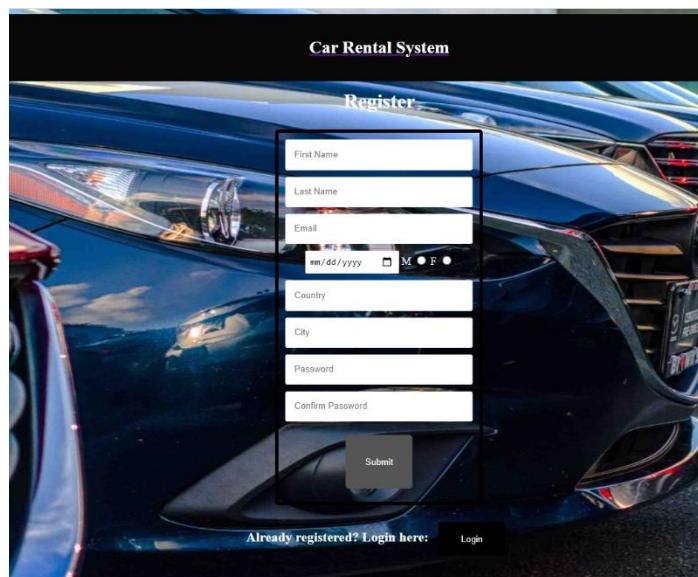 Car Rental System
Register
First Name
Last Name
Email
mm/dd/yyyy M F
Country
City
Password
Confirm Password
Submit
Already registered? Login here: Login